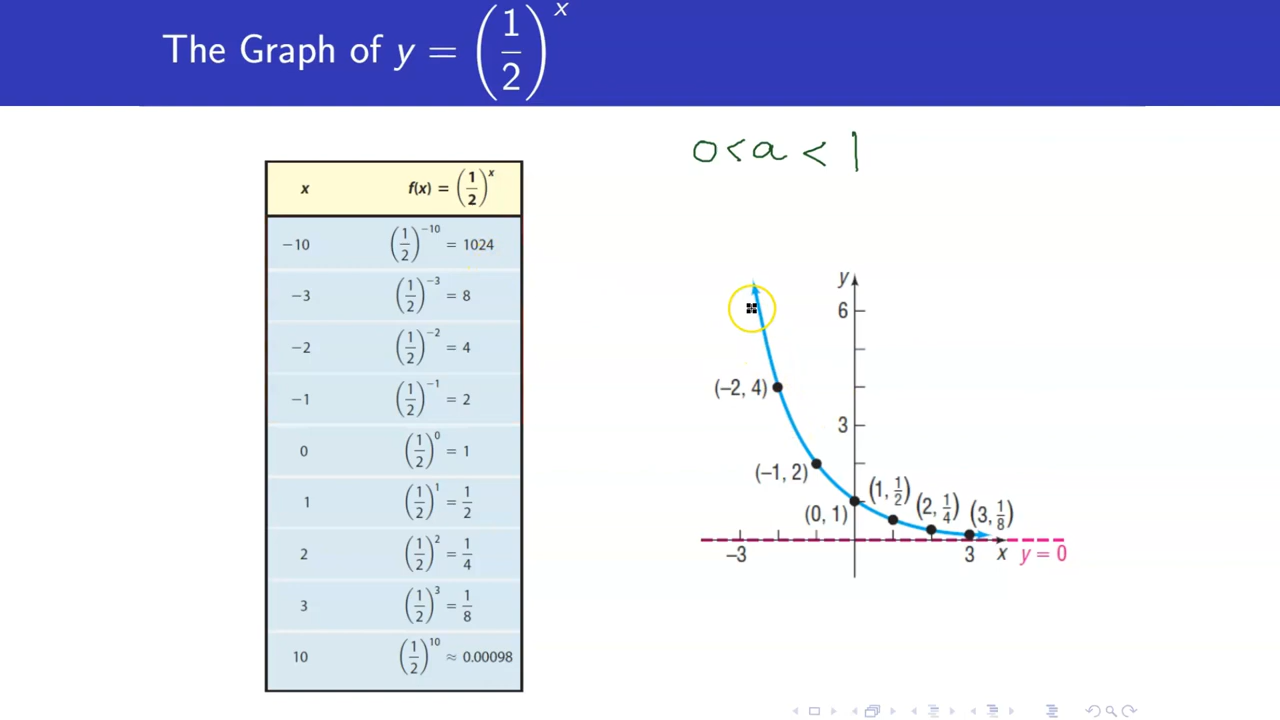 The Graph of y = (1/2)^x
0 < a < 1
x f(x) = (1/2)^x
−10 (1/2)^−10 = 1024
−3 (1/2)^−3 = 8
−2 (1/2)^−2 = 4
−1 (1/2)^−1 = 2
0 (1/2)^0 = 1
1 (1/2)^1 = 1/2
2 (1/2)^2 = 1/4
3 (1/2)^3 = 1/8
10 (1/2)^10 ≈ 0.00098
y
6
(−2, 4)
3
(−1, 2)
(0, 1)
(1, 1/2)
(2, 1/4)
(3, 1/8)
−3
3
x
y = 0